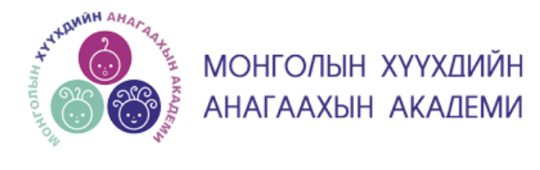 МОНГОЛЫН ХҮҮХДИЙН АНАГААХЫН АКАДЕМИ
МОНГОЛЫН ХҮҮХДИЙН
АНАГААХЫН АКАДЕМИ